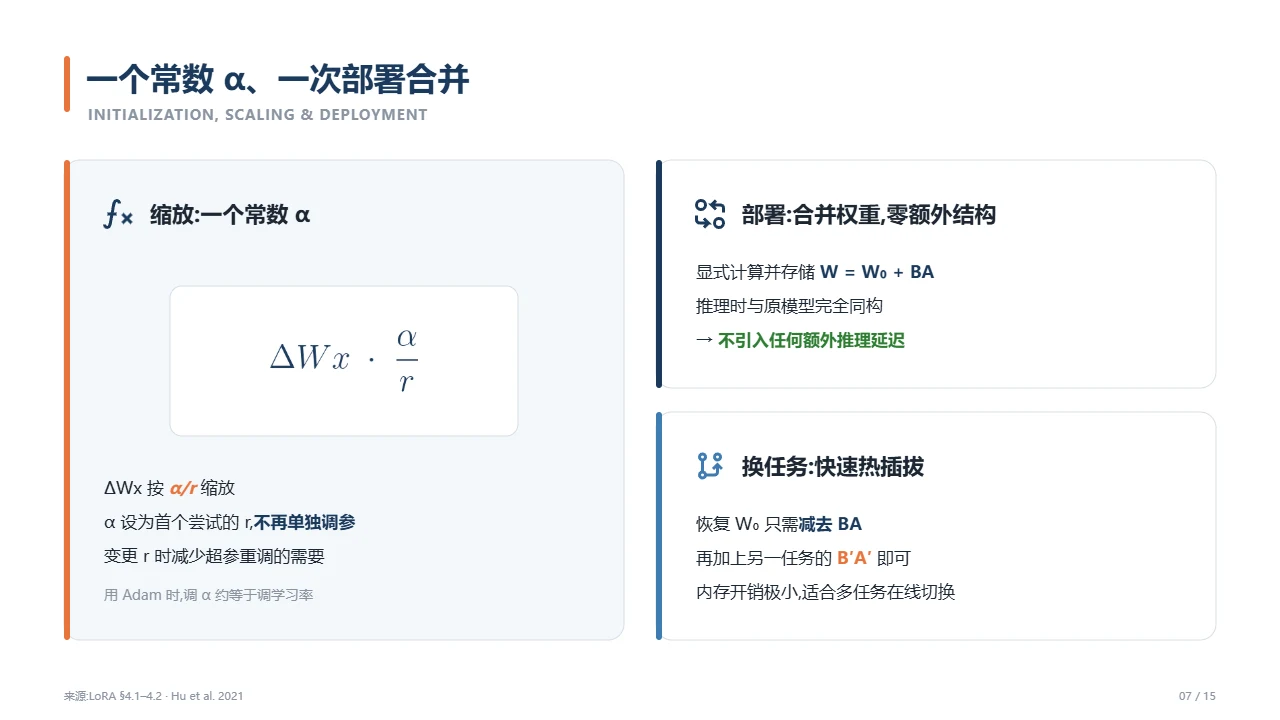 一个常数 α、一次部署合并
INITIALIZATION, SCALING & DEPLOYMENT
缩放:一个常数 α
ΔWx · α/r
ΔWx 按 α/r 缩放
α 设为首个尝试的 r,不再单独调参
变更 r 时减少超参重调的需要
用 Adam 时,调 α 约等于调学习率
部署:合并权重,零额外结构
显式计算并存储 W = W₀ + BA
推理时与原模型完全同构
→ 不引入任何额外推理延迟
换任务:快速热插拔
恢复 W₀ 只需减去 BA
再加上另一任务的 B′A′ 即可
内存开销极小,适合多任务在线切换
来源:LoRA §4.1–4.2 · Hu et al. 2021
07 / 15